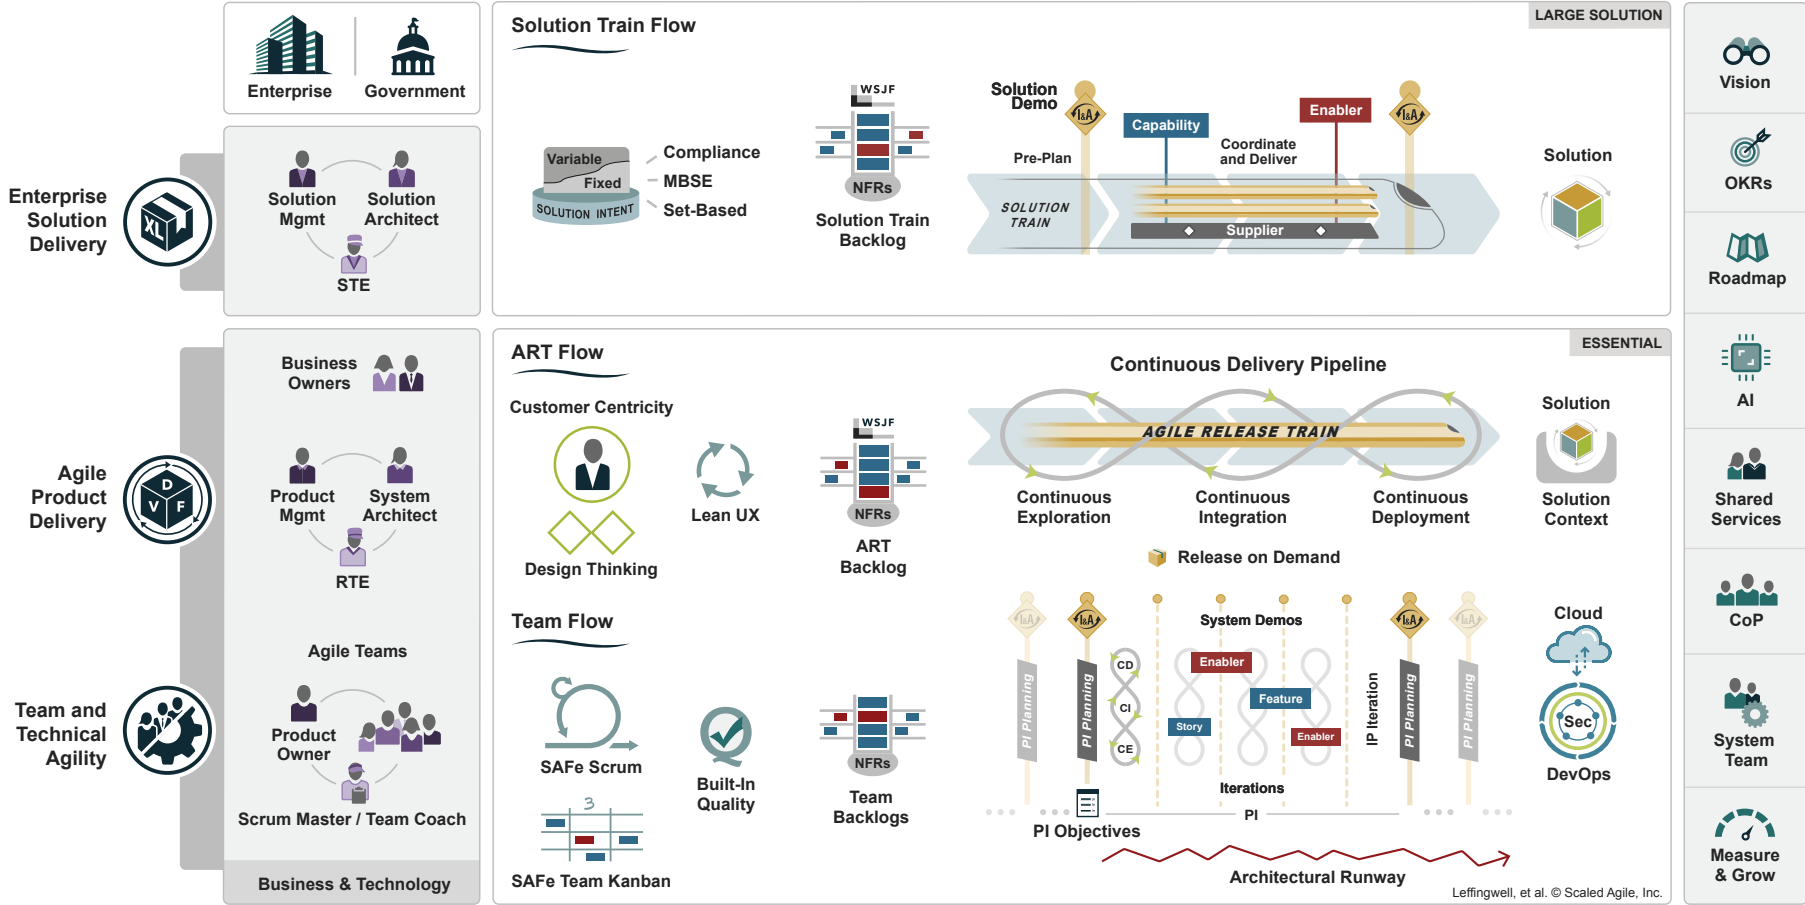 Enterprise
Government
Enterprise
Solution
Delivery
XL
Solution
Mgmt
Solution
Architect
STE
Agile
Product
Delivery
D
V
F
Business
Owners
Product
Mgmt
System
Architect
RTE
Team and
Technical
Agility
Agile Teams
Product
Owner
Scrum Master / Team Coach
Business & Technology
Solution Train Flow
LARGE SOLUTION
Variable
Fixed
SOLUTION INTENT
Compliance
MBSE
Set-Based
WSJF
NFRs
Solution Train
Backlog
Solution
Demo
I&A
I&A
Capability
Enabler
Pre-Plan
Coordinate
and Deliver
SOLUTION
TRAIN
Supplier
Solution
ART Flow
ESSENTIAL
Customer Centricity
Design Thinking
Lean UX
WSJF
NFRs
ART
Backlog
Continuous Delivery Pipeline
AGILE RELEASE TRAIN
Continuous
Exploration
Continuous
Integration
Continuous
Deployment
Release on Demand
Solution
Solution
Context
Team Flow
SAFe Scrum
3
SAFe Team Kanban
Built-In
Quality
NFRs
Team
Backlogs
I&A
I&A
System Demos
I&A
I&A
PI Planning
PI Planning
CD
CI
CE
Enabler
Feature
Story
Enabler
IP Iteration
PI Planning
PI Planning
Iterations
PI
PI Objectives
Architectural Runway
Cloud
Sec
DevOps
Leffingwell, et al. © Scaled Agile, Inc.
Vision
OKRs
Roadmap
AI
Shared
Services
CoP
System
Team
Measure
& Grow